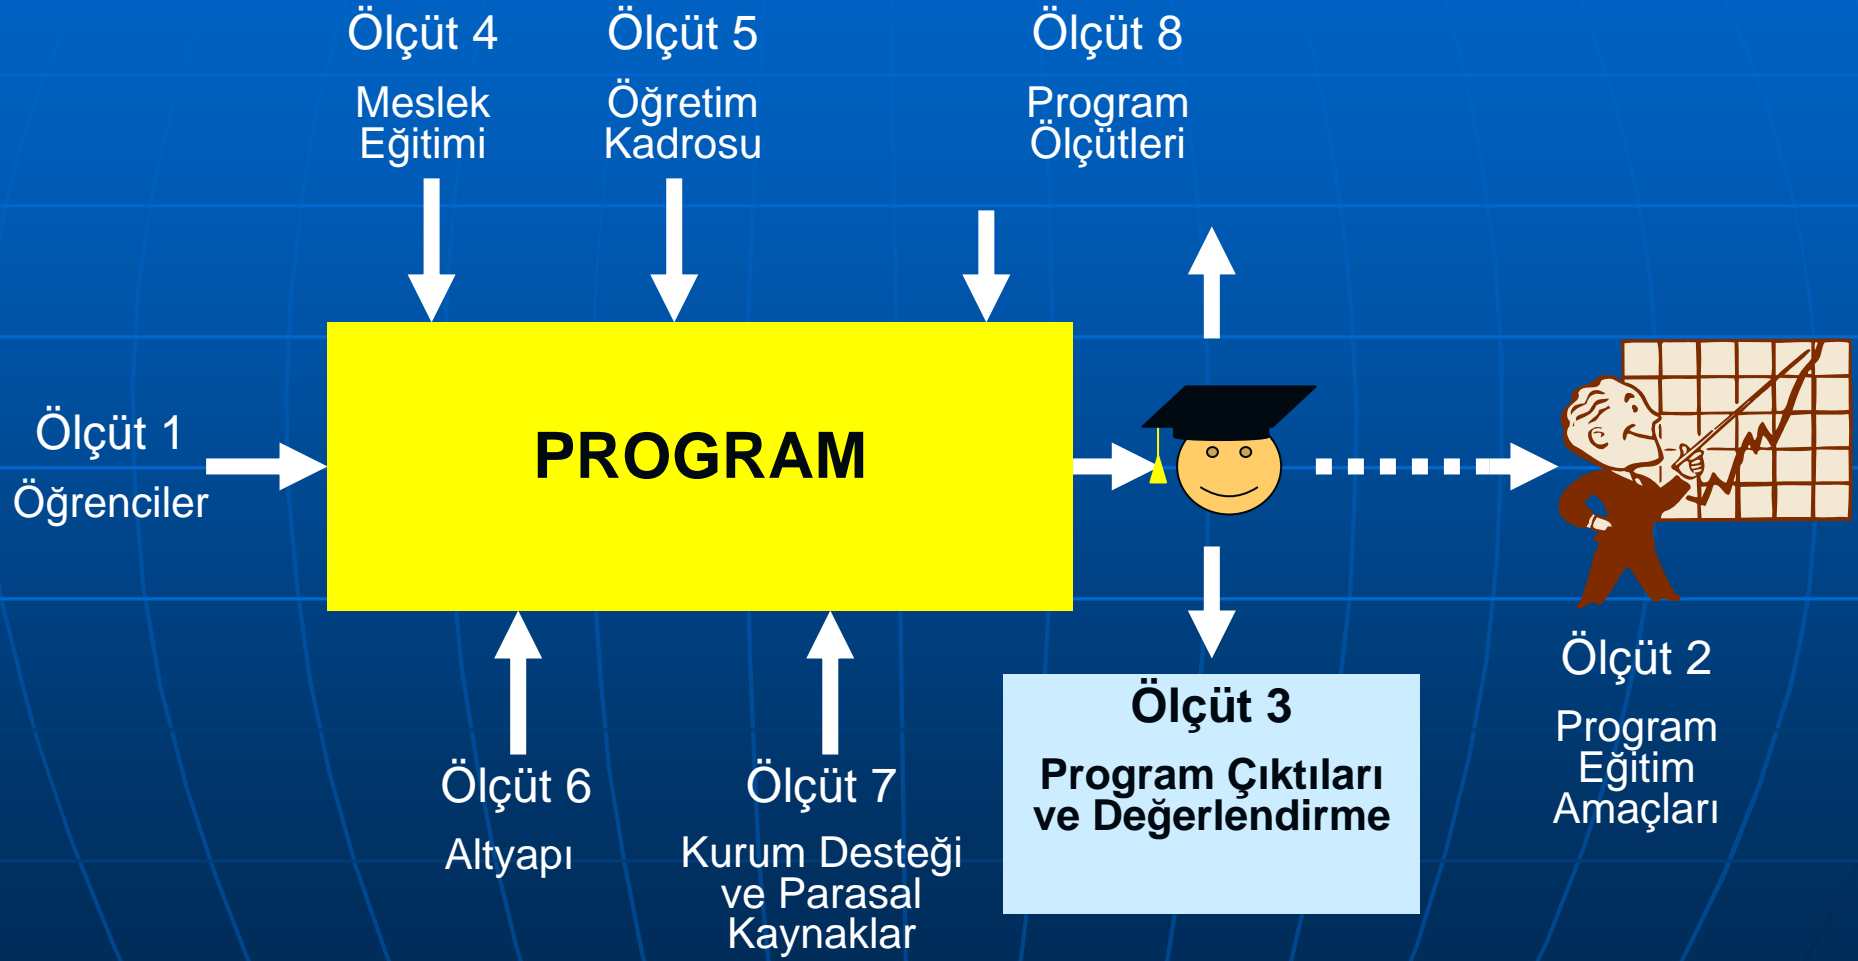 Ölçüt 4
Meslek
Eğitimi
Ölçüt 5
Öğretim
Kadrosu
Ölçüt 8
Program
Ölçütleri
Ölçüt 1
Öğrenciler
PROGRAM
Ölçüt 6
Altyapı
Ölçüt 7
Kurum Desteği
ve Parasal
Kaynaklar
Ölçüt 3
Program Çıktıları
ve Değerlendirme
Ölçüt 2
Program
Eğitim
Amaçları